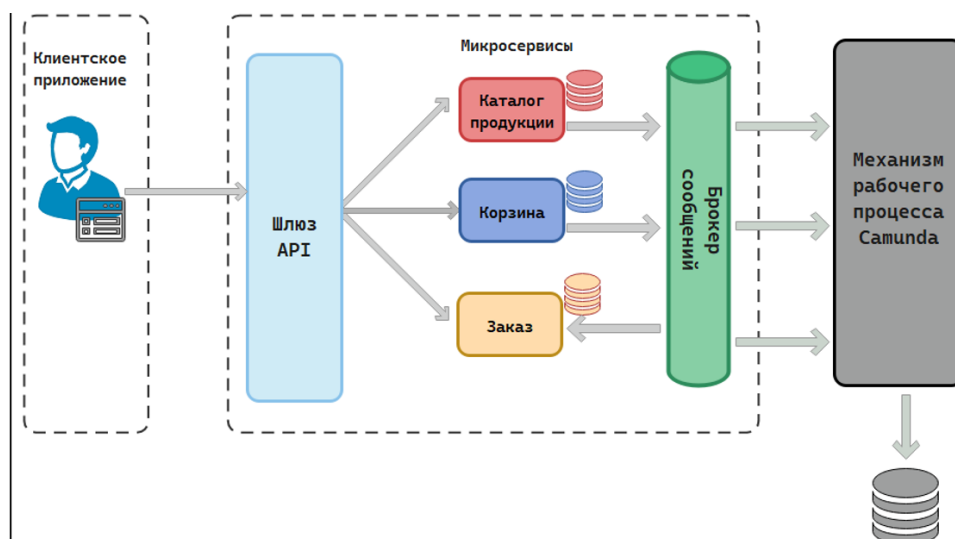 Клиентское
приложение
Микросервисы
Шлюз
API
Каталог
продукции
Корзина
Заказ
Брокер
сообщений
Механизм
рабочего
процесса
Camunda